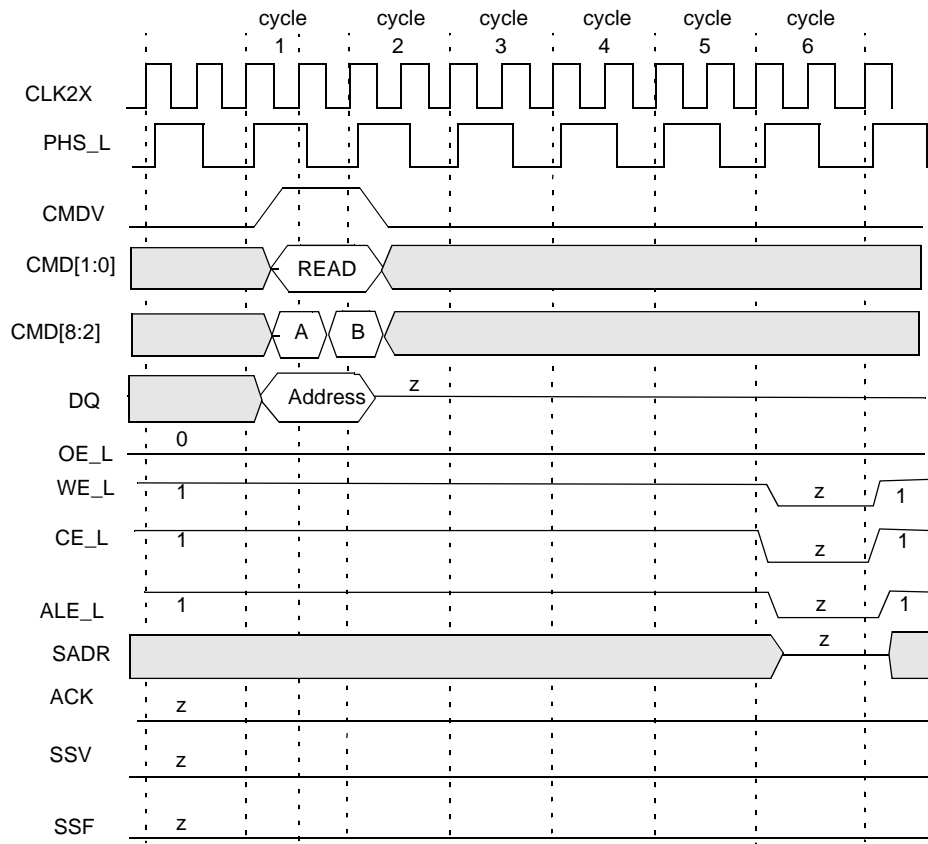 cycle 1 cycle 2 cycle 3 cycle 4 cycle 5 cycle 6
CLK2X
PHS_L
CMDV
CMD[1:0] READ
CMD[8:2] A B
DQ Address z
OE_L 0
WE_L 1 z 1
CE_L 1 z 1
ALE_L 1 z 1
SADR z
ACK z
SSV z
SSF z